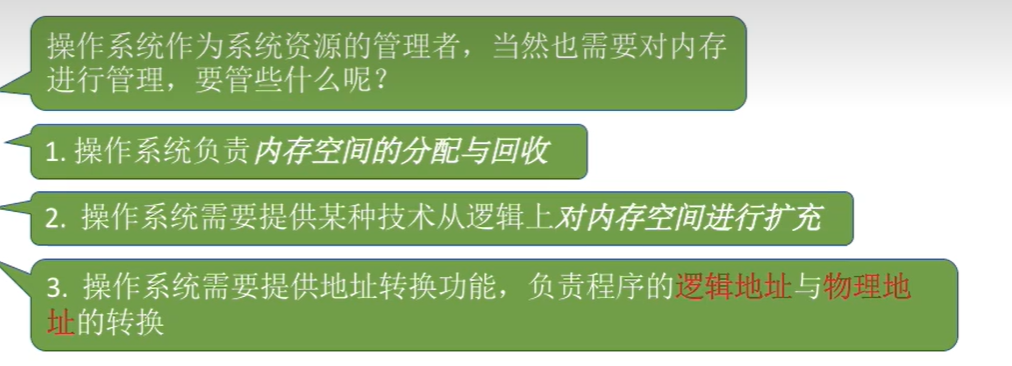 操作系统作为系统资源的管理者，当然也需要对内存
进行管理，要管些什么呢？
1. 操作系统负责内存空间的分配与回收
2. 操作系统需要提供某种技术从逻辑上对内存空间进行扩充
3. 操作系统需要提供地址转换功能，负责程序的逻辑地址与物理地
址的转换